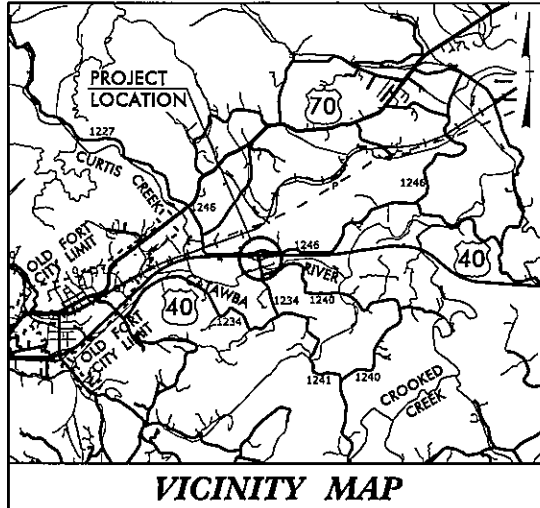 PROJECT
LOCATION
70
1227
CURTIS CREEK
1246
1246
OLD FORT
CITY LIMIT
1246
40
CATAWBA
RIVER
40
1234
1240
1234
OLD FORT
CITY LIMIT
1241
1240
CROOKED
CREEK
VICINITY MAP